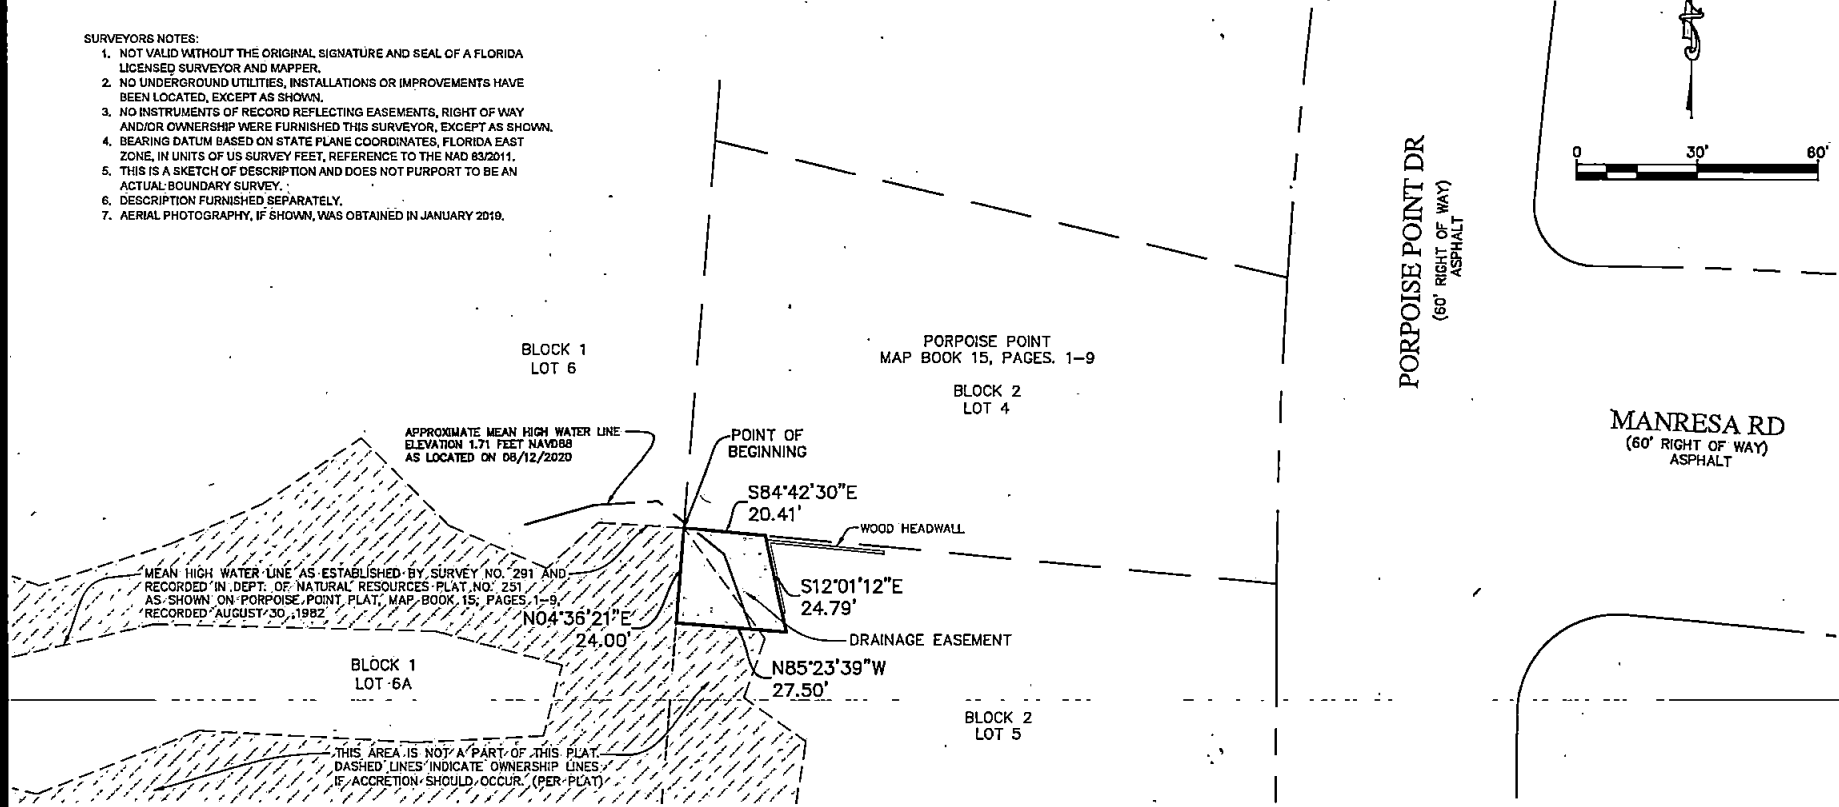 SURVEYORS NOTES:
1. NOT VALID WITHOUT THE ORIGINAL SIGNATURE AND SEAL OF A FLORIDA
LICENSED SURVEYOR AND MAPPER.
2. NO UNDERGROUND UTILITIES, INSTALLATIONS OR IMPROVEMENTS HAVE
BEEN LOCATED, EXCEPT AS SHOWN.
3. NO INSTRUMENTS OF RECORD REFLECTING EASEMENTS, RIGHT OF WAY
AND/OR OWNERSHIP WERE FURNISHED THIS SURVEYOR, EXCEPT AS SHOWN.
4. BEARING DATUM BASED ON STATE PLANE COORDINATES, FLORIDA EAST
ZONE, IN UNITS OF US SURVEY FEET, REFERENCE TO THE NAD 83/2011.
5. THIS IS A SKETCH OF DESCRIPTION AND DOES NOT PURPORT TO BE AN
ACTUAL BOUNDARY SURVEY.
6. DESCRIPTION FURNISHED SEPARATELY.
7. AERIAL PHOTOGRAPHY, IF SHOWN, WAS OBTAINED IN JANUARY 2019.
0 30' 60'
PORPOISE POINT DR
(60' RIGHT OF WAY)
ASPHALT
BLOCK 1
LOT 6
PORPOISE POINT
MAP BOOK 15, PAGES. 1-9
BLOCK 2
LOT 4
MANRESA RD
(60' RIGHT OF WAY)
ASPHALT
APPROXIMATE MEAN HIGH WATER LINE
ELEVATION 1.71 FEET NAVD88
AS LOCATED ON 08/12/2020
POINT OF
BEGINNING
S84°42'30"E
20.41'
WOOD HEADWALL
MEAN HIGH WATER LINE AS ESTABLISHED BY SURVEY NO. 291 AND
RECORDED IN DEPT. OF NATURAL RESOURCES PLAT NO. 251
AS SHOWN ON PORPOISE POINT PLAT, MAP BOOK 15, PAGES 1-9,
RECORDED AUGUST 30, 1982
S12°01'12"E
24.79'
N04°36'21"E
24.00'
DRAINAGE EASEMENT
N85°23'39"W
27.50'
BLOCK 1
LOT 6A
BLOCK 2
LOT 5
THIS AREA IS NOT A PART OF THIS PLAT.
DASHED LINES INDICATE OWNERSHIP LINES
IF ACCRETION SHOULD OCCUR. (PER PLAT)